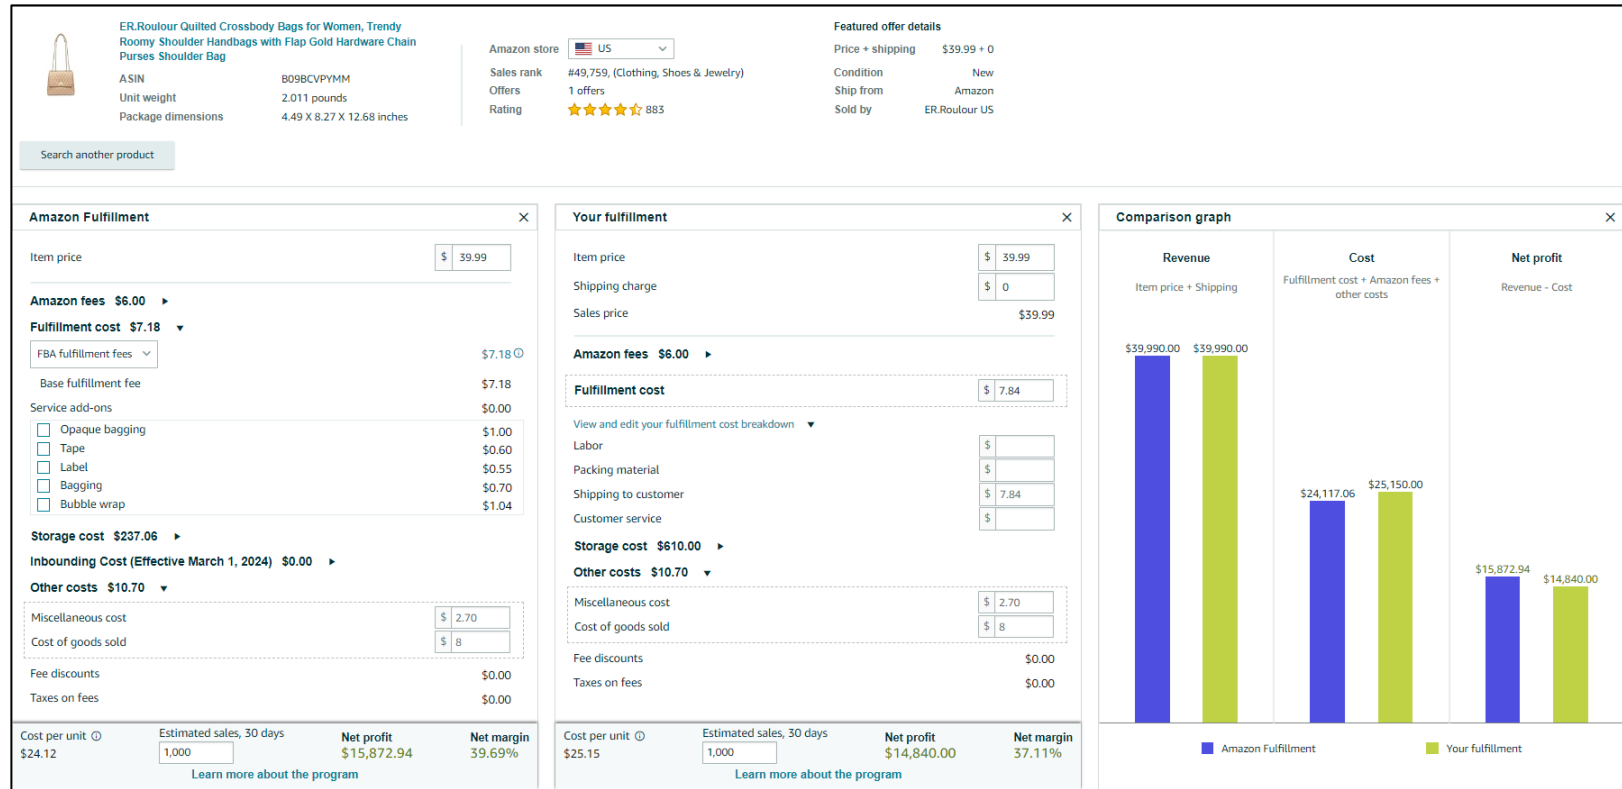 ER.Roulour Quilted Crossbody Bags for Women, Trendy
Roomy Shoulder Handbags with Flap Gold Hardware Chain
Purses Shoulder Bag
ASIN B09BCVPYMM
Unit weight 2.011 pounds
Package dimensions 4.49 X 8.27 X 12.68 inches
Amazon store US
Sales rank #49,759, (Clothing, Shoes & Jewelry)
Offers 1 offers
Rating 883
Featured offer details
Price + shipping $39.99 + 0
Condition New
Ship from Amazon
Sold by ER.Roulour US
Search another product
Amazon Fulfillment
Item price $ 39.99
Amazon fees $6.00
Fulfillment cost $7.18
FBA fulfillment fees $7.18
Base fulfillment fee $7.18
Service add-ons $0.00
Opaque bagging $1.00
Tape $0.60
Label $0.55
Bagging $0.70
Bubble wrap $1.04
Storage cost $237.06
Inbounding Cost (Effective March 1, 2024) $0.00
Other costs $10.70
Miscellaneous cost $ 2.70
Cost of goods sold $ 8
Fee discounts $0.00
Taxes on fees $0.00
Cost per unit Estimated sales, 30 days Net profit Net margin
$24.12 1,000 $15,872.94 39.69%
Learn more about the program
Your fulfillment
Item price $ 39.99
Shipping charge $ 0
Sales price $39.99
Amazon fees $6.00
Fulfillment cost $ 7.84
View and edit your fulfillment cost breakdown
Labor $
Packing material $
Shipping to customer $ 7.84
Customer service $
Storage cost $610.00
Other costs $10.70
Miscellaneous cost $ 2.70
Cost of goods sold $ 8
Fee discounts $0.00
Taxes on fees $0.00
Cost per unit Estimated sales, 30 days Net profit Net margin
$25.15 1,000 $14,840.00 37.11%
Learn more about the program
Comparison graph
Revenue Cost Net profit
Item price + Shipping Fulfillment cost + Amazon fees + Revenue - Cost
other costs
$39,990.00 $39,990.00
$24,117.06 $25,150.00
$15,872.94 $14,840.00
Amazon Fulfillment Your fulfillment